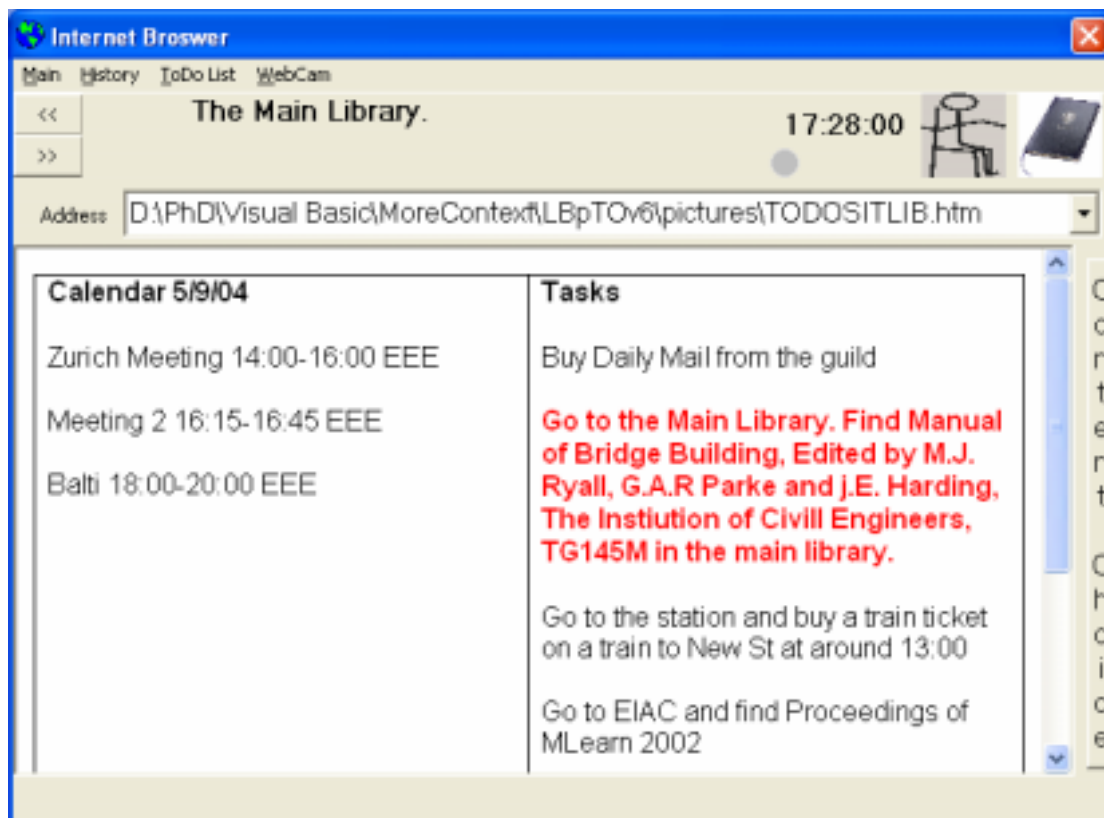 Internet Broswer
Main History ToDo List WebCam
<<
The Main Library.
17:28:00
>>
Address D:\PhD\Visual Basic\MoreContext\LBpTOv6\pictures\TODOSITLIB.htm
Calendar 5/9/04
Zurich Meeting 14:00-16:00 EEE
Meeting 2 16:15-16:45 EEE
Balti 18:00-20:00 EEE
Tasks
Buy Daily Mail from the guild
Go to the Main Library. Find Manual
of Bridge Building, Edited by M.J.
Ryall, G.A.R Parke and j.E. Harding,
The Instiution of Civill Engineers,
TG145M in the main library.
Go to the station and buy a train ticket
on a train to New St at around 13:00
Go to EIAC and find Proceedings of
MLearn 2002